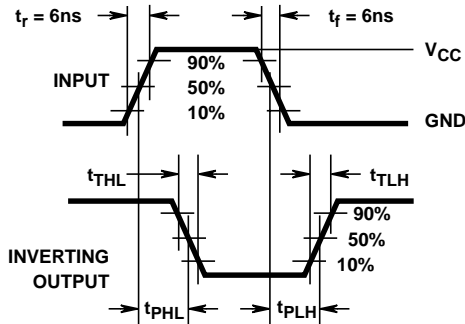 tr = 6ns
tf = 6ns
VCC
90%
INPUT
50%
10%
GND
tTHL
tTLH
90%
50%
INVERTING
OUTPUT
10%
tPHL
tPLH